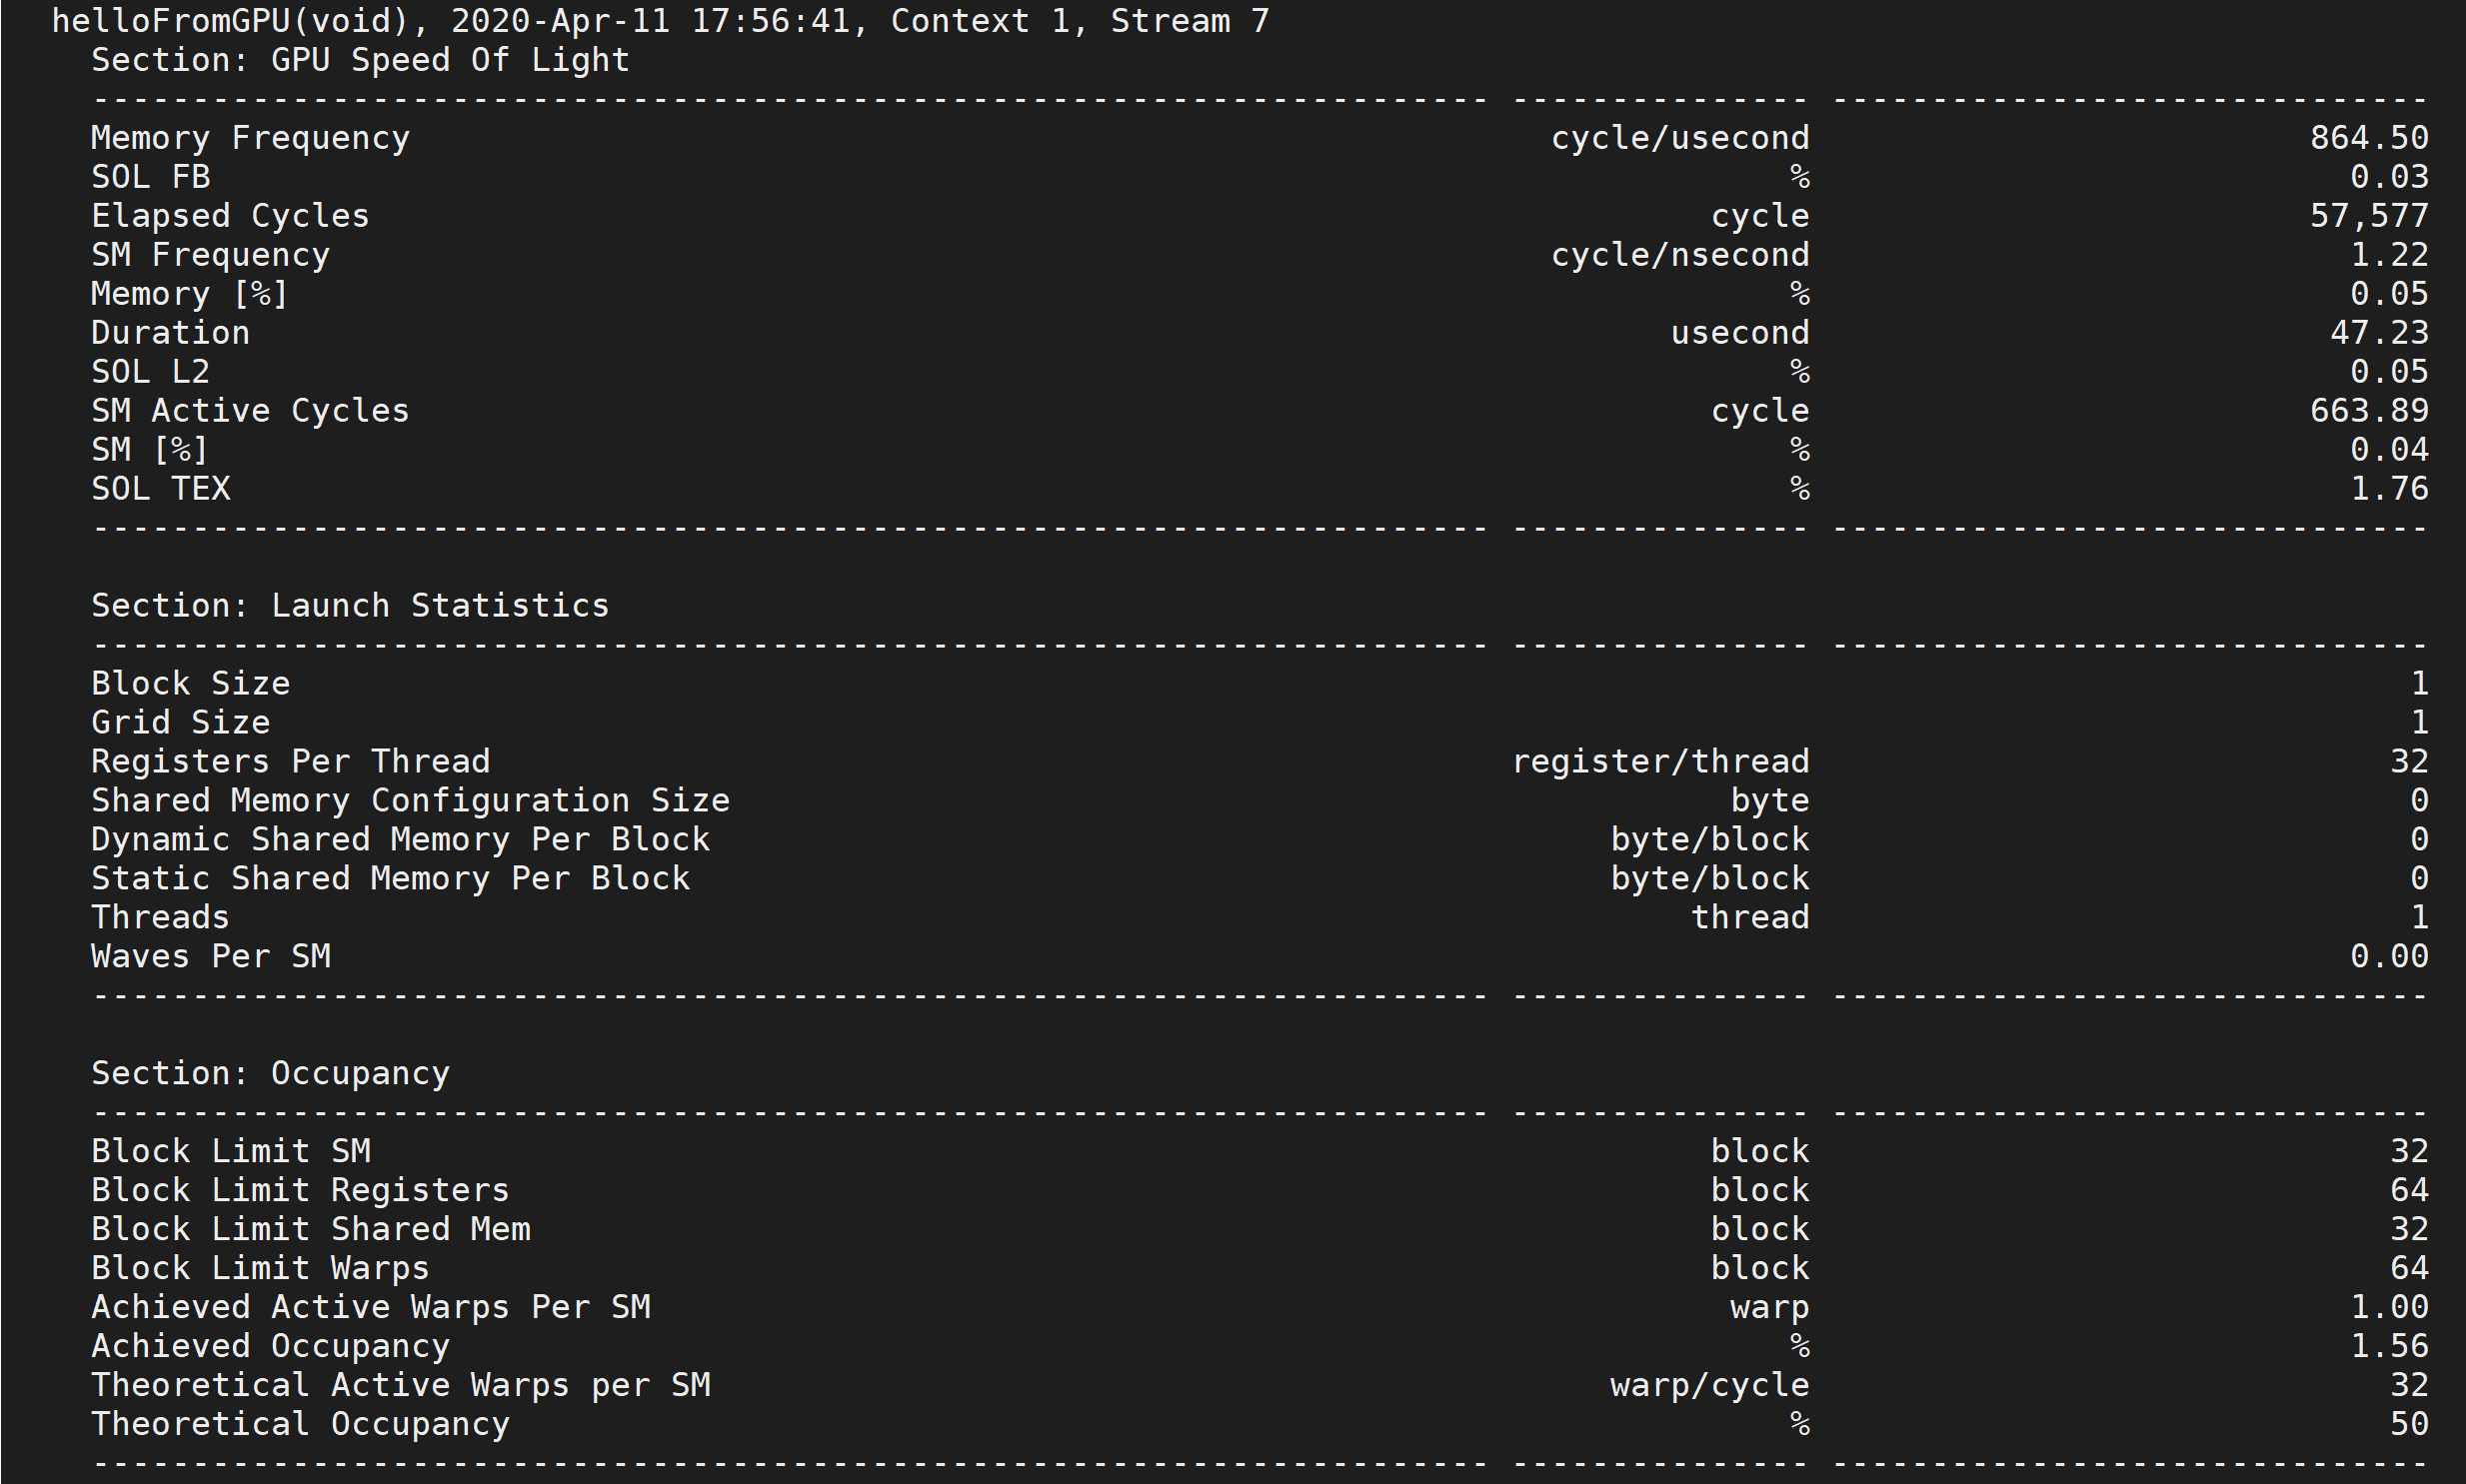 helloFromGPU(void), 2020-Apr-11 17:56:41, Context 1, Stream 7
Section: GPU Speed Of Light
---------------------------------------------------------------------- --------------- ------------------------------
Memory Frequency cycle/usecond 864.50
SOL FB % 0.03
Elapsed Cycles cycle 57,577
SM Frequency cycle/nsecond 1.22
Memory [%] % 0.05
Duration usecond 47.23
SOL L2 % 0.05
SM Active Cycles cycle 663.89
SM [%] % 0.04
SOL TEX % 1.76
---------------------------------------------------------------------- --------------- ------------------------------
Section: Launch Statistics
---------------------------------------------------------------------- --------------- ------------------------------
Block Size 1
Grid Size 1
Registers Per Thread register/thread 32
Shared Memory Configuration Size byte 0
Dynamic Shared Memory Per Block byte/block 0
Static Shared Memory Per Block byte/block 0
Threads thread 1
Waves Per SM 0.00
---------------------------------------------------------------------- --------------- ------------------------------
Section: Occupancy
---------------------------------------------------------------------- --------------- ------------------------------
Block Limit SM block 32
Block Limit Registers block 64
Block Limit Shared Mem block 32
Block Limit Warps block 64
Achieved Active Warps Per SM warp 1.00
Achieved Occupancy % 1.56
Theoretical Active Warps per SM warp/cycle 32
Theoretical Occupancy % 50
---------------------------------------------------------------------- --------------- ------------------------------